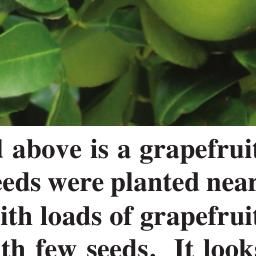 above is a grapefruit
eeds were planted near
ith loads of grapefruit
th few seeds. It looks